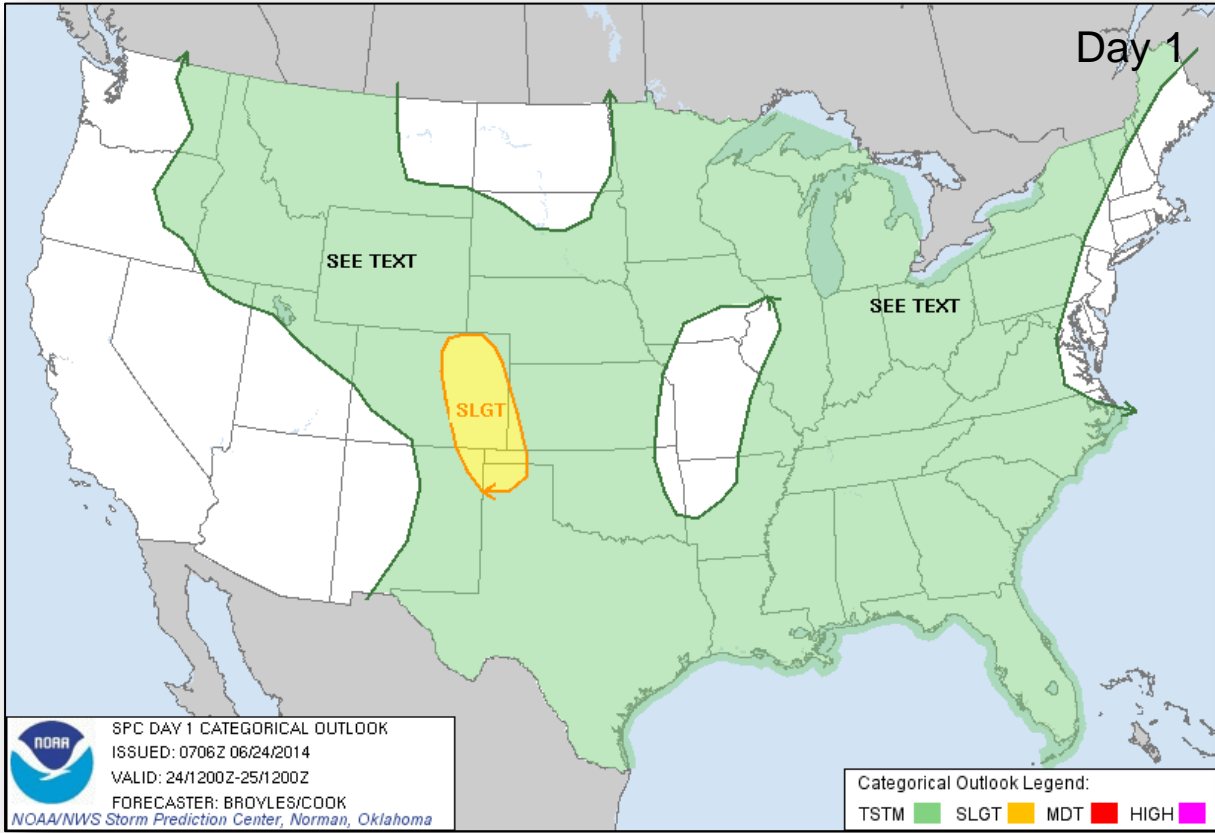 Day 1
SEE TEXT
SEE TEXT
SLGT
NOAA
SPC DAY 1 CATEGORICAL OUTLOOK
ISSUED: 0706Z 06/24/2014
VALID: 24/1200Z-25/1200Z
FORECASTER: BROYLES/COOK
NOAA/NWS Storm Prediction Center, Norman, Oklahoma
Categorical Outlook Legend:
TSTM SLGT MDT HIGH